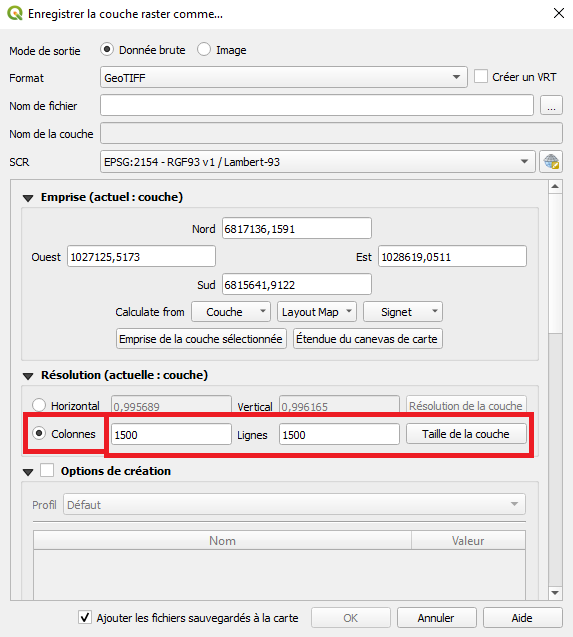 Enregistrer la couche raster comme...
Mode de sortie Donnée brute Image
Format GeoTIFF Créer un VRT
Nom de fichier ...
Nom de la couche
SCR EPSG:2154 - RGF93 v1 / Lambert-93
Emprise (actuel : couche)
Nord 6817136,1591
Ouest 1027125,5173 Est 1028619,0511
Sud 6815641,9122
Calculate from Couche Layout Map Signet
Emprise de la couche sélectionnée Étendue du canevas de carte
Résolution (actuelle : couche)
Horizontal 0,995689 Vertical 0,996165 Résolution de la couche
Colonnes 1500 Lignes 1500 Taille de la couche
Options de création
Profil Défaut
Nom Valeur
Ajouter les fichiers sauvegardés à la carte OK Annuler Aide